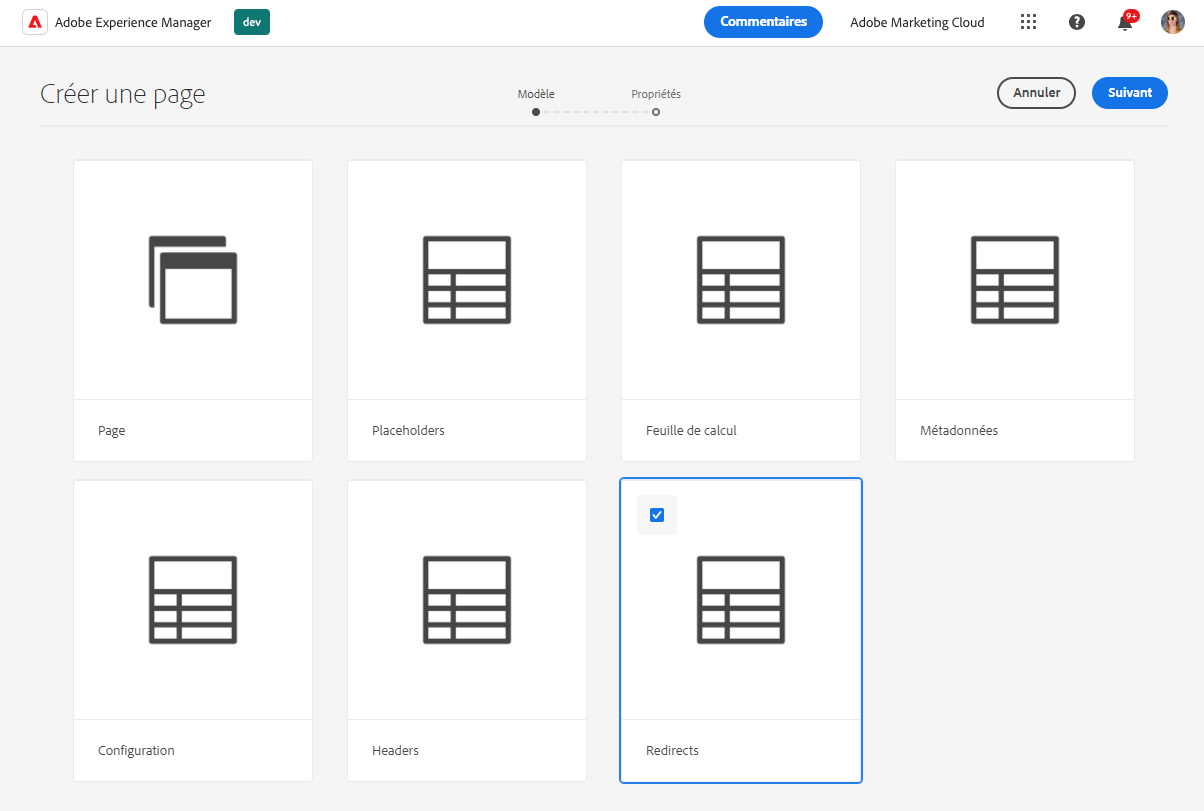 Adobe Experience Manager dev Commentaires Adobe Marketing Cloud 9+
Créer une page Modèle Propriétés Annuler Suivant
Page Placeholders Feuille de calcul Métadonnées
Configuration Headers Redirects